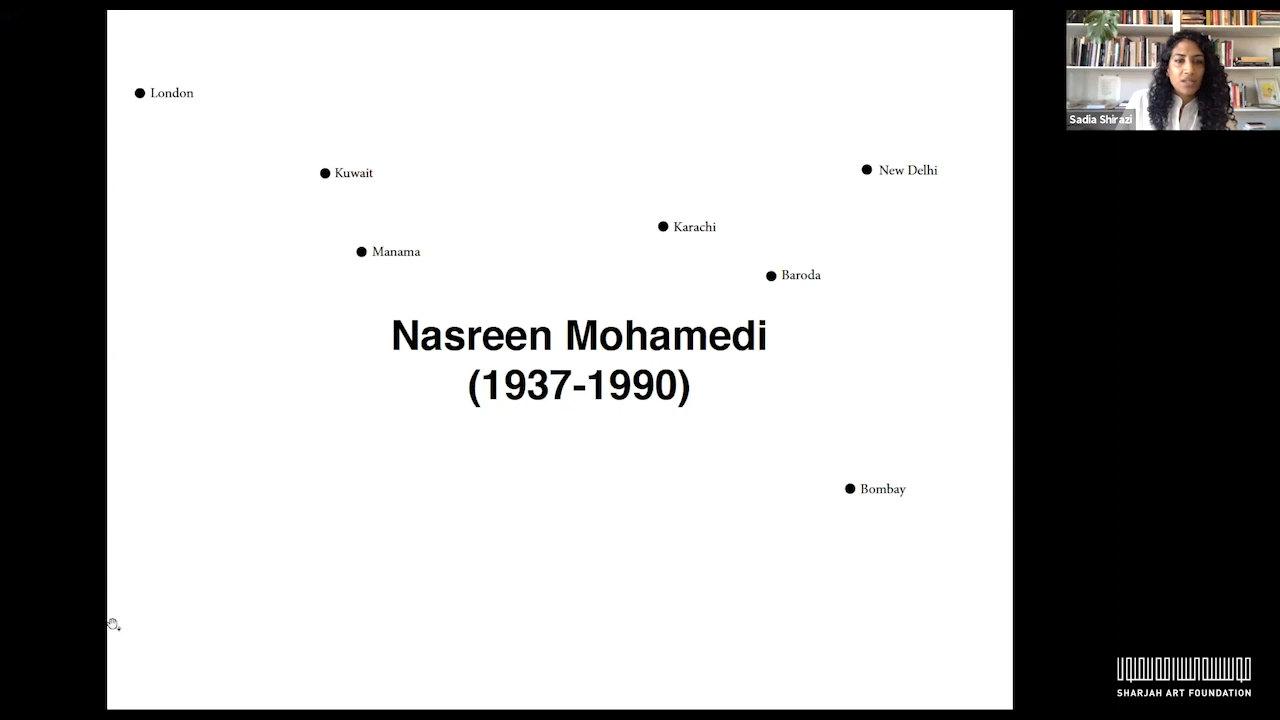 London
Kuwait
New Delhi
Karachi
Manama
Baroda
Nasreen Mohamedi
(1937-1990)
Bombay
Sadia Shirazi
SHARJAH ART FOUNDATION